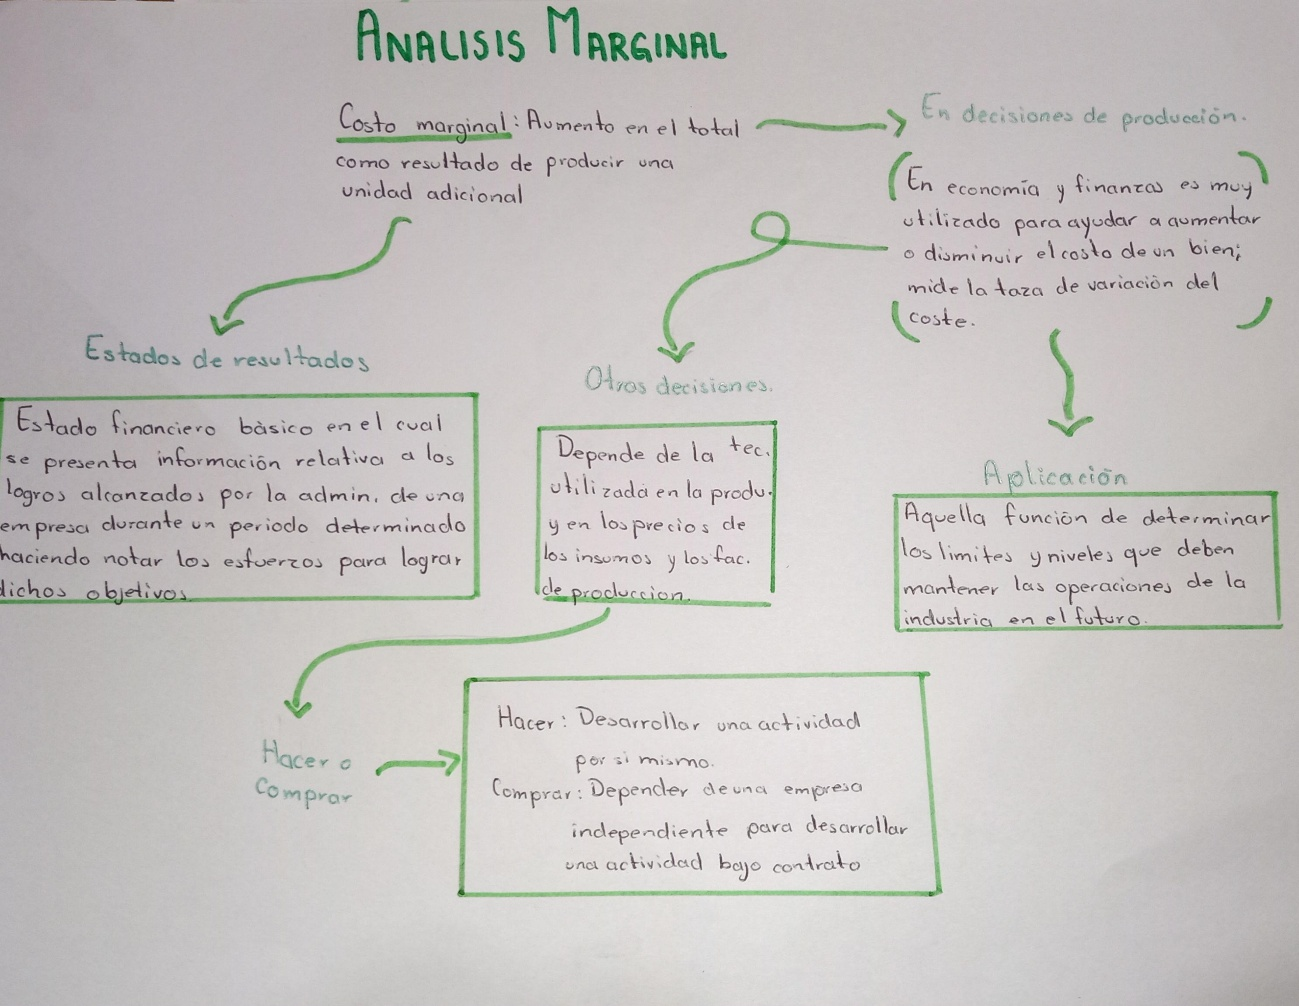 ANALISIS MARGINAL
Costo marginal: Aumento en el total
como resultado de producir una
unidad adicional
En decisiones de producción.
(En economía y finanzas es muy
utilizado para ayudar a aumentar
o disminuir el costo de un bien;
mide la taza de variación del
coste.)
Estados de resultados
Estado financiero bàsico en el cual
se presenta información relativa a los
logros alcanzados por la admin. de una
empresa durante un periodo determinado
haciendo notar los esfuerzos para lograr
dichos objetivos
Otros decisiones.
Depende de la tec.
utilizada en la produ.
y en los precios de
los insumos y los fac.
de produccion.
Aplicación
Aquella función de determinar
los limites y niveles que deben
mantener las operaciones de la
industria en el futuro.
Hacer o
Comprar
Hacer: Desarrollar una actividad
por si mismo.
Comprar: Depender de una empresa
independiente para desarrollar
una actividad bajo contrato